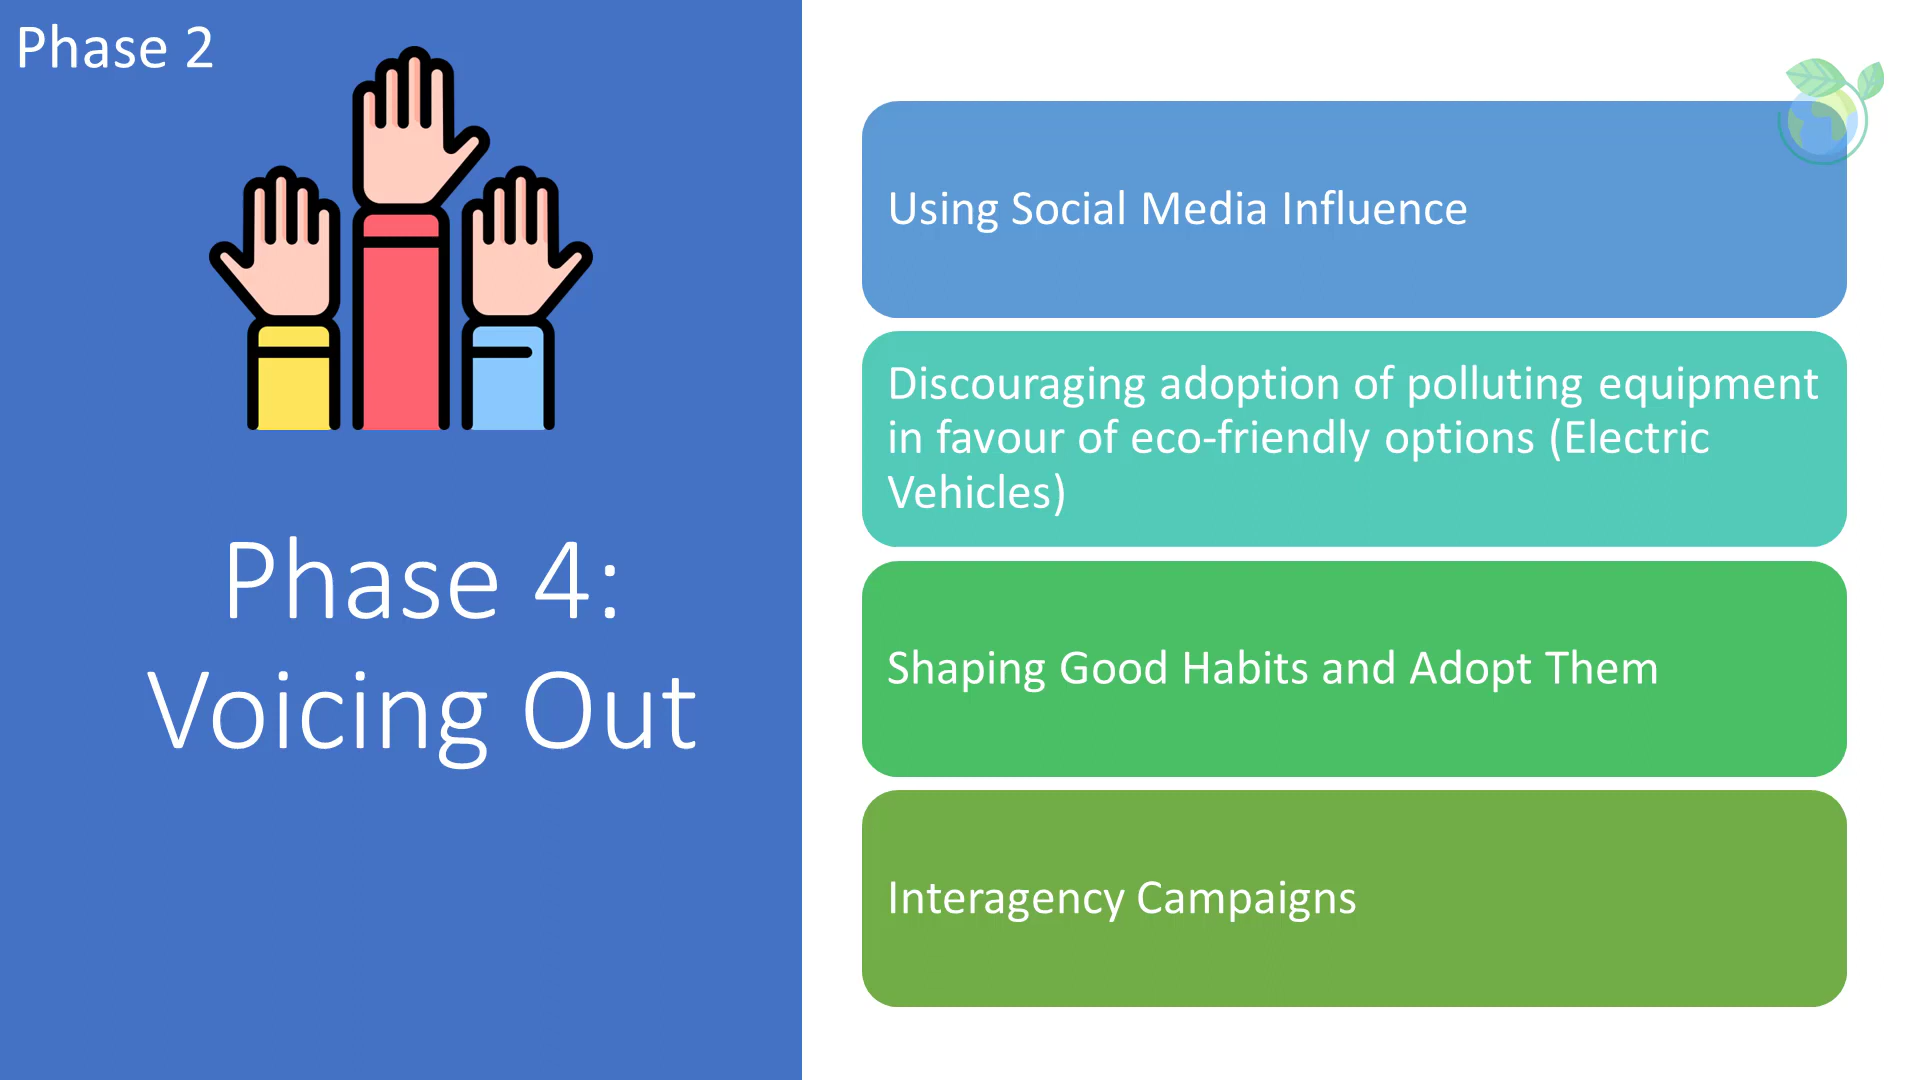 Phase 2
Phase 4:
Voicing Out
Using Social Media Influence
Discouraging adoption of polluting equipment
in favour of eco-friendly options (Electric
Vehicles)
Shaping Good Habits and Adopt Them
Interagency Campaigns